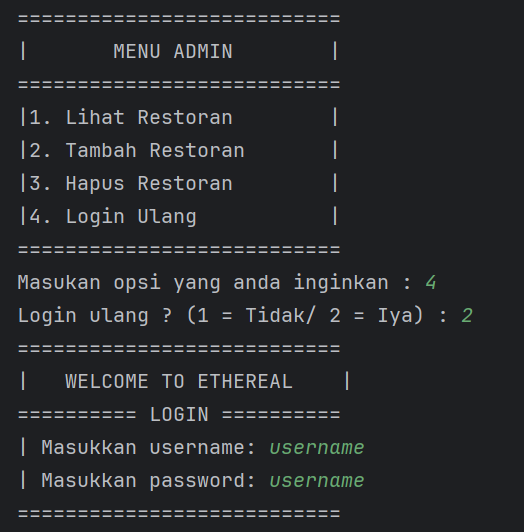 ===========================
|       MENU ADMIN        |
===========================
|1. Lihat Restoran        |
|2. Tambah Restoran       |
|3. Hapus Restoran        |
|4. Login Ulang           |
===========================
Masukan opsi yang anda inginkan : 4
Login ulang ? (1 = Tidak/ 2 = Iya) : 2
===========================
|   WELCOME TO ETHEREAL    |
========== LOGIN ==========
| Masukkan username: username
| Masukkan password: username
===========================